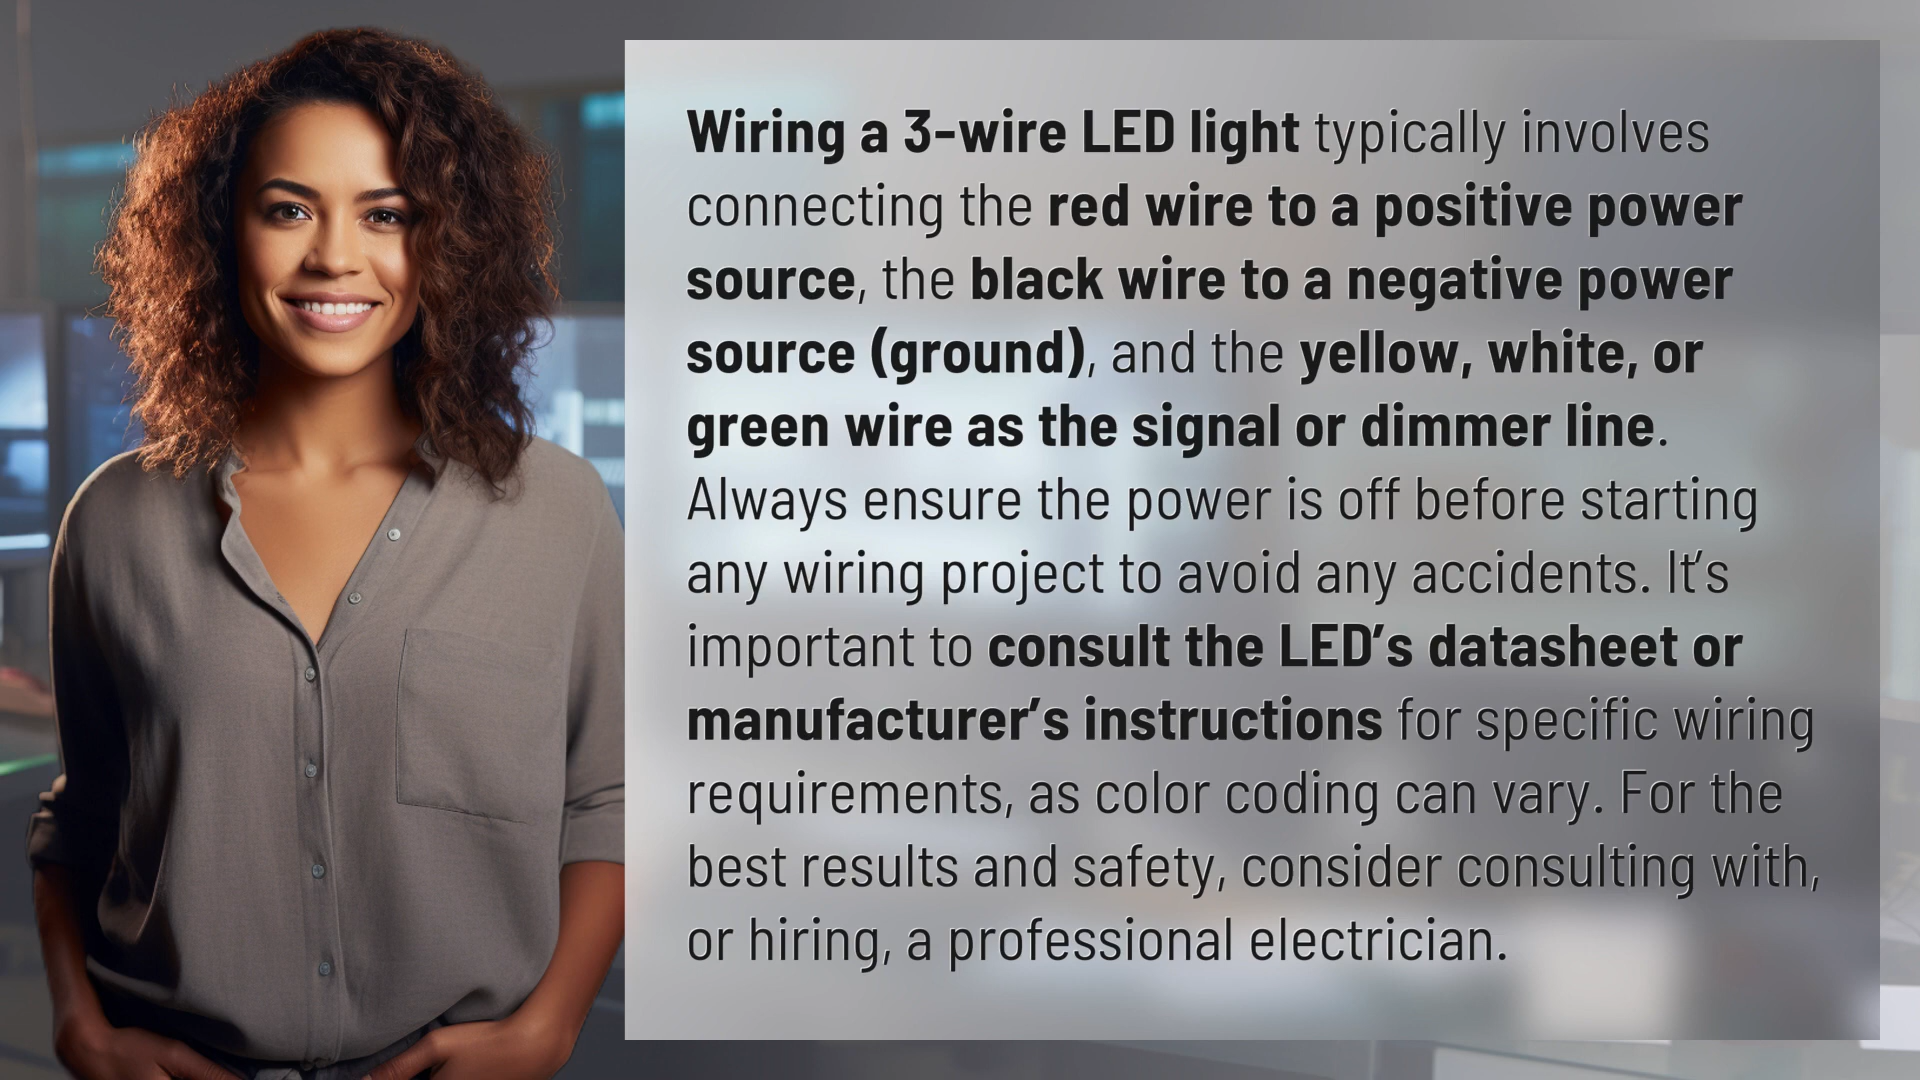 Wiring a 3-wire LED light typically involves
connecting the red wire to a positive power
source, the black wire to a negative power
source (ground), and the yellow, white, or
green wire as the signal or dimmer line.
Always ensure the power is off before starting
any wiring project to avoid any accidents. It’s
important to consult the LED’s datasheet or
manufacturer’s instructions for specific wiring
requirements, as color coding can vary. For the
best results and safety, consider consulting with,
or hiring, a professional electrician.